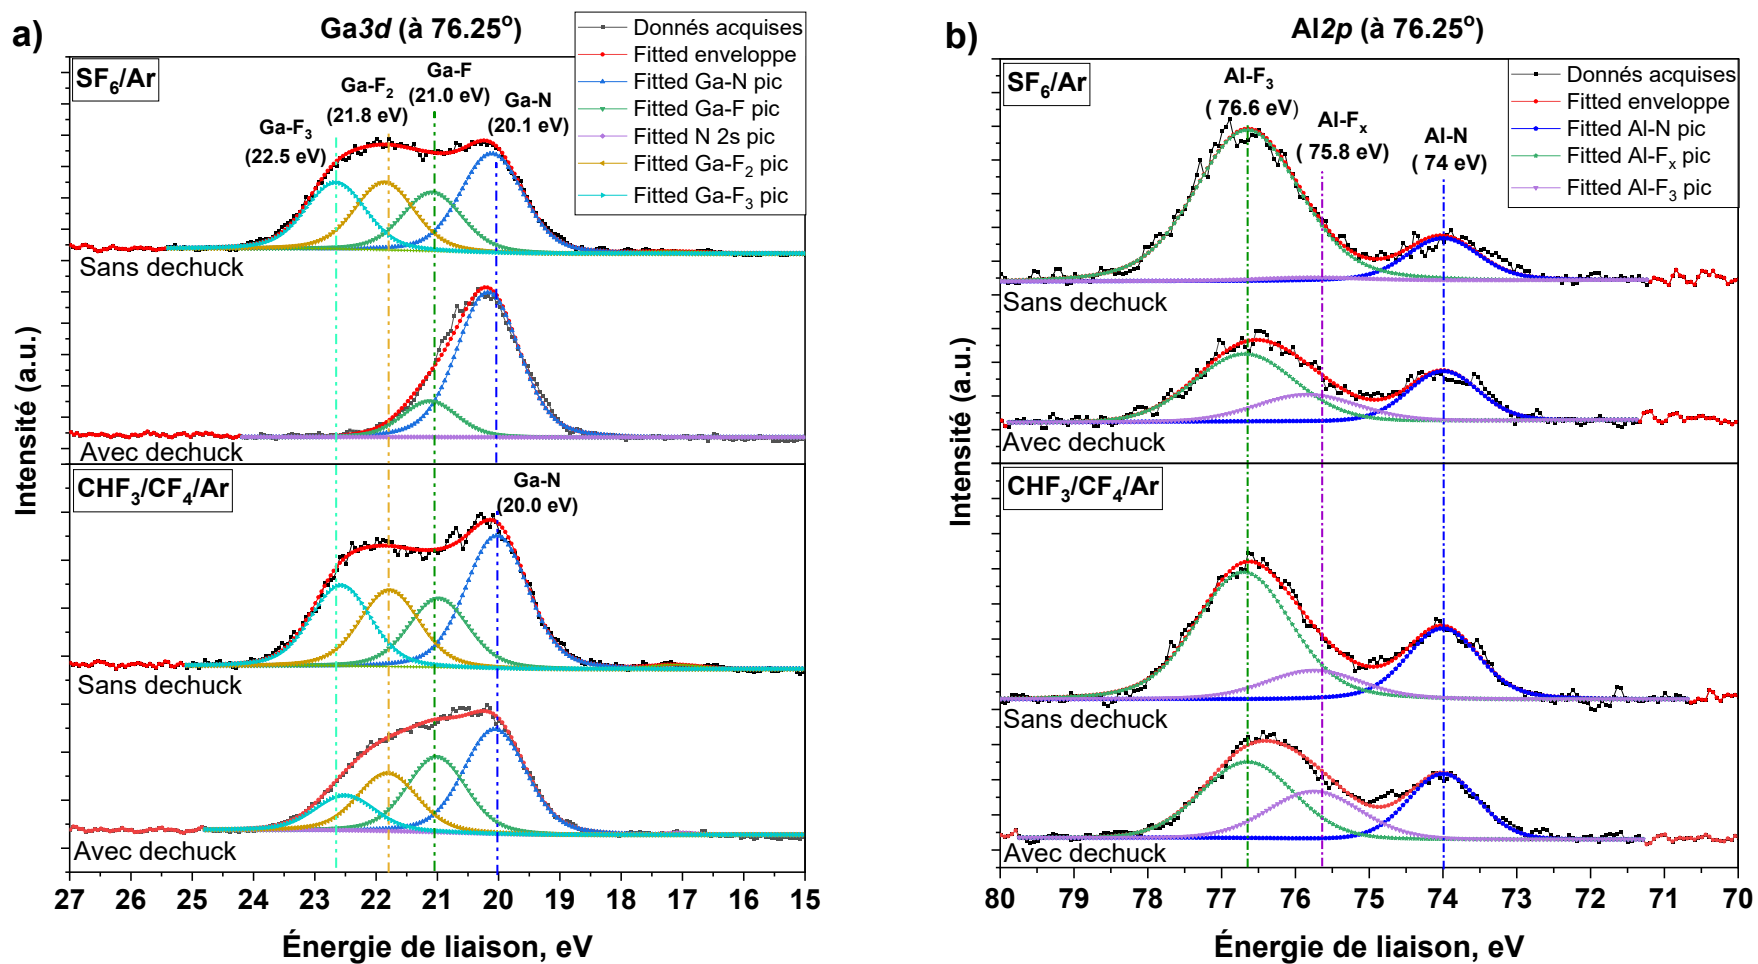 a)
Ga3d (à 76.25°)
SF6/Ar
Ga-F3
(22.5 eV)
Ga-F2
(21.8 eV)
Ga-F
(21.0 eV)
Ga-N
(20.1 eV)
Donnés acquises
Fitted enveloppe
Fitted Ga-N pic
Fitted Ga-F pic
Fitted N 2s pic
Fitted Ga-F2 pic
Fitted Ga-F3 pic
Sans dechuck
Avec dechuck
CHF3/CF4/Ar
Ga-N
(20.0 eV)
Sans dechuck
Avec dechuck
27 26 25 24 23 22 21 20 19 18 17 16 15
Énergie de liaison, eV
Intensité (a.u.)
b)
Al2p (à 76.25°)
SF6/Ar
Al-F3
( 76.6 eV)
Al-Fx
( 75.8 eV)
Al-N
( 74 eV)
Donnés acquises
Fitted enveloppe
Fitted Al-N pic
Fitted Al-Fx pic
Fitted Al-F3 pic
Sans dechuck
Avec dechuck
CHF3/CF4/Ar
Sans dechuck
Avec dechuck
80 79 78 77 76 75 74 73 72 71 70
Énergie de liaison, eV
Intensité (a.u.)